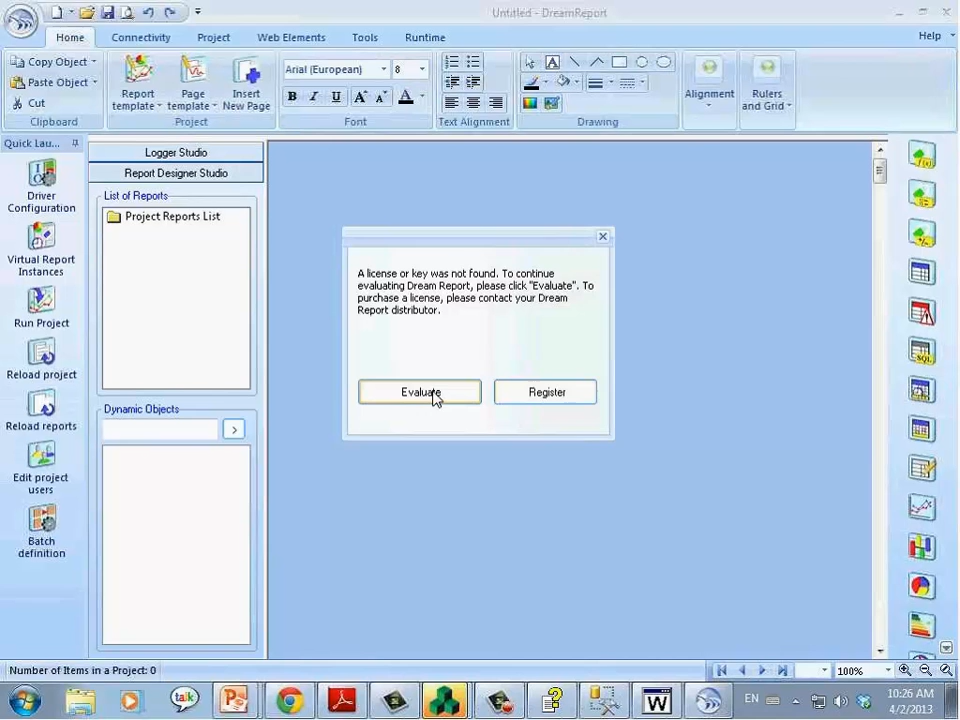 Untitled - DreamReport
Home Connectivity Project Web Elements Tools Runtime Help
Copy Object
Paste Object
Cut
Clipboard
Report template
Page template
Insert New Page
Project
Arial (European) 8
B I U A A A
Font
Text Alignment
A
Drawing
Alignment
Rulers and Grid
Quick Lau...
Driver
Configuration
Virtual Report
Instances
Run Project
Reload project
Reload reports
Edit project
users
Batch
definition
Logger Studio
Report Designer Studio
List of Reports
Project Reports List
Dynamic Objects
>
A license or key was not found. To continue
evaluating Dream Report, please click "Evaluate". To
purchase a license, please contact your Dream
Report distributor.
Evaluate Register
SQL
Number of Items in a Project: 0
100%
talk
EN
10:26 AM
4/2/2013